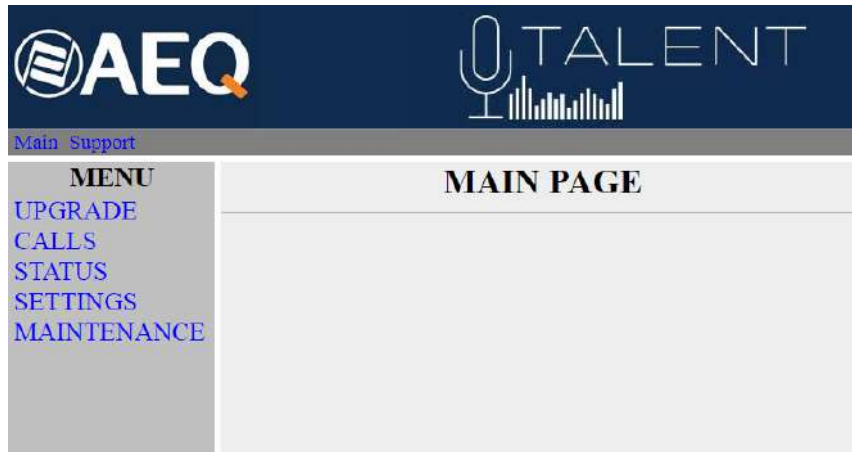 AEQ
TALENT
Main Support
MENU
MAIN PAGE
UPGRADE
CALLS
STATUS
SETTINGS
MAINTENANCE